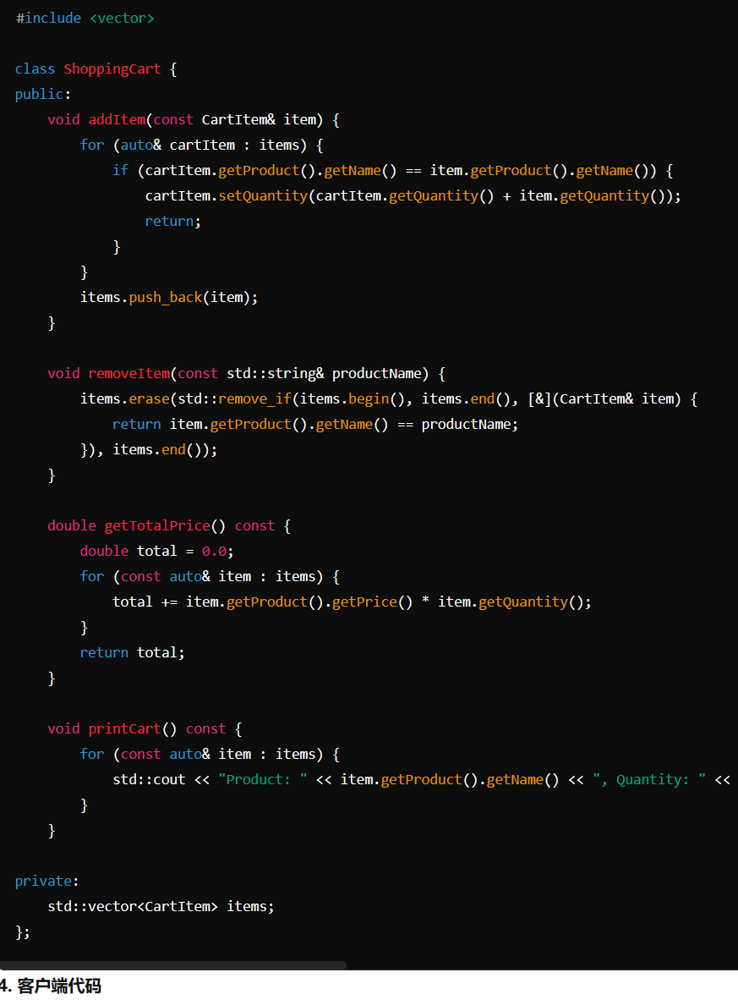 #include <vector>

class ShoppingCart {
public:
    void addItem(const CartItem& item) {
        for (auto& cartItem : items) {
            if (cartItem.getProduct().getName() == item.getProduct().getName()) {
                cartItem.setQuantity(cartItem.getQuantity() + item.getQuantity());
                return;
            }
        }
        items.push_back(item);
    }

    void removeItem(const std::string& productName) {
        items.erase(std::remove_if(items.begin(), items.end(), [&](CartItem& item) {
            return item.getProduct().getName() == productName;
        }), items.end());
    }

    double getTotalPrice() const {
        double total = 0.0;
        for (const auto& item : items) {
            total += item.getProduct().getPrice() * item.getQuantity();
        }
        return total;
    }

    void printCart() const {
        for (const auto& item : items) {
            std::cout << "Product: " << item.getProduct().getName() << ", Quantity: " <<
        }
    }

private:
    std::vector<CartItem> items;
};
4. 客户端代码